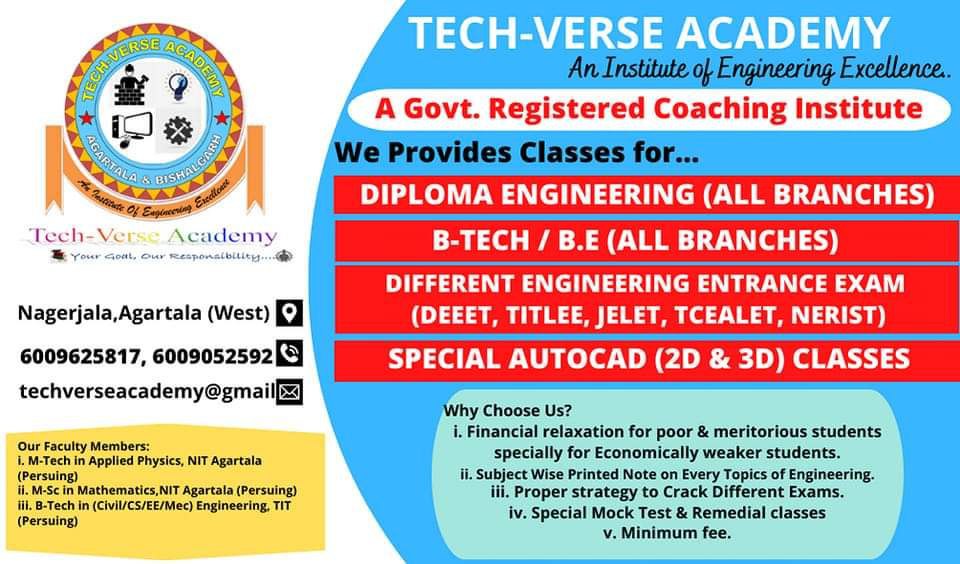 TECH-VERSE ACADEMY
AGARTALA & BISHALGARH
An Institute Of Engineering Excellence
Tech-Verse Academy
Your Goal, Our Responsibility....
Nagerjala,Agartala (West)
6009625817, 6009052592
techverseacademy@gmail
Our Faculty Members:
i. M-Tech in Applied Physics, NIT Agartala
(Persuing)
ii. M-Sc in Mathematics,NIT Agartala (Persuing)
iii. B-Tech in (Civil/CS/EE/Mec) Engineering, TIT
(Persuing)
TECH-VERSE ACADEMY
An Institute of Engineering Excellence..
A Govt. Registered Coaching Institute
We Provides Classes for...
DIPLOMA ENGINEERING (ALL BRANCHES)
B-TECH / B.E (ALL BRANCHES)
DIFFERENT ENGINEERING ENTRANCE EXAM
(DEEET, TITLEE, JELET, TCEALET, NERIST)
SPECIAL AUTOCAD (2D & 3D) CLASSES
Why Choose Us?
i. Financial relaxation for poor & meritorious students
specially for Economically weaker students.
ii. Subject Wise Printed Note on Every Topics of Engineering.
iii. Proper strategy to Crack Different Exams.
iv. Special Mock Test & Remedial classes
v. Minimum fee.